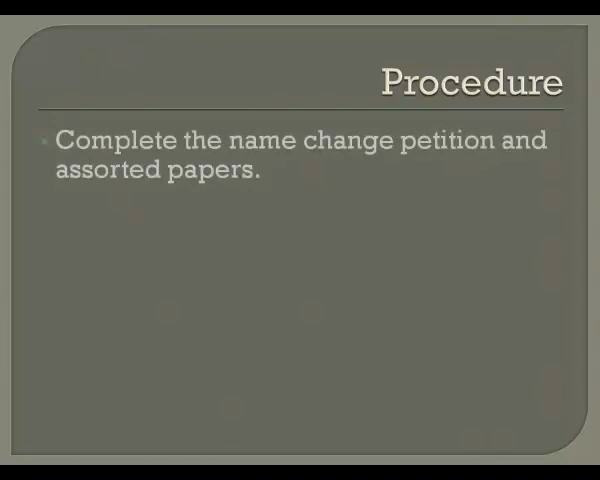 Procedure
Complete the name change petition and
assorted papers.